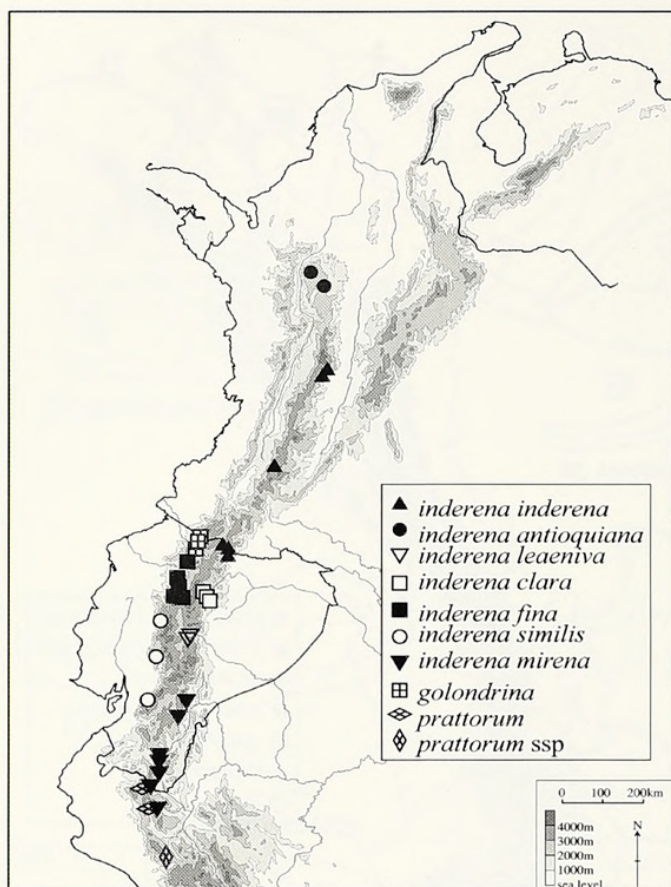 inderena inderena
inderena antioquiana
inderena leaeniva
inderena clara
inderena fina
inderena similis
inderena mirena
golondrina
prattorum
prattorum ssp
0 100 200km
4000m
3000m
2000m
1000m
sea level
N